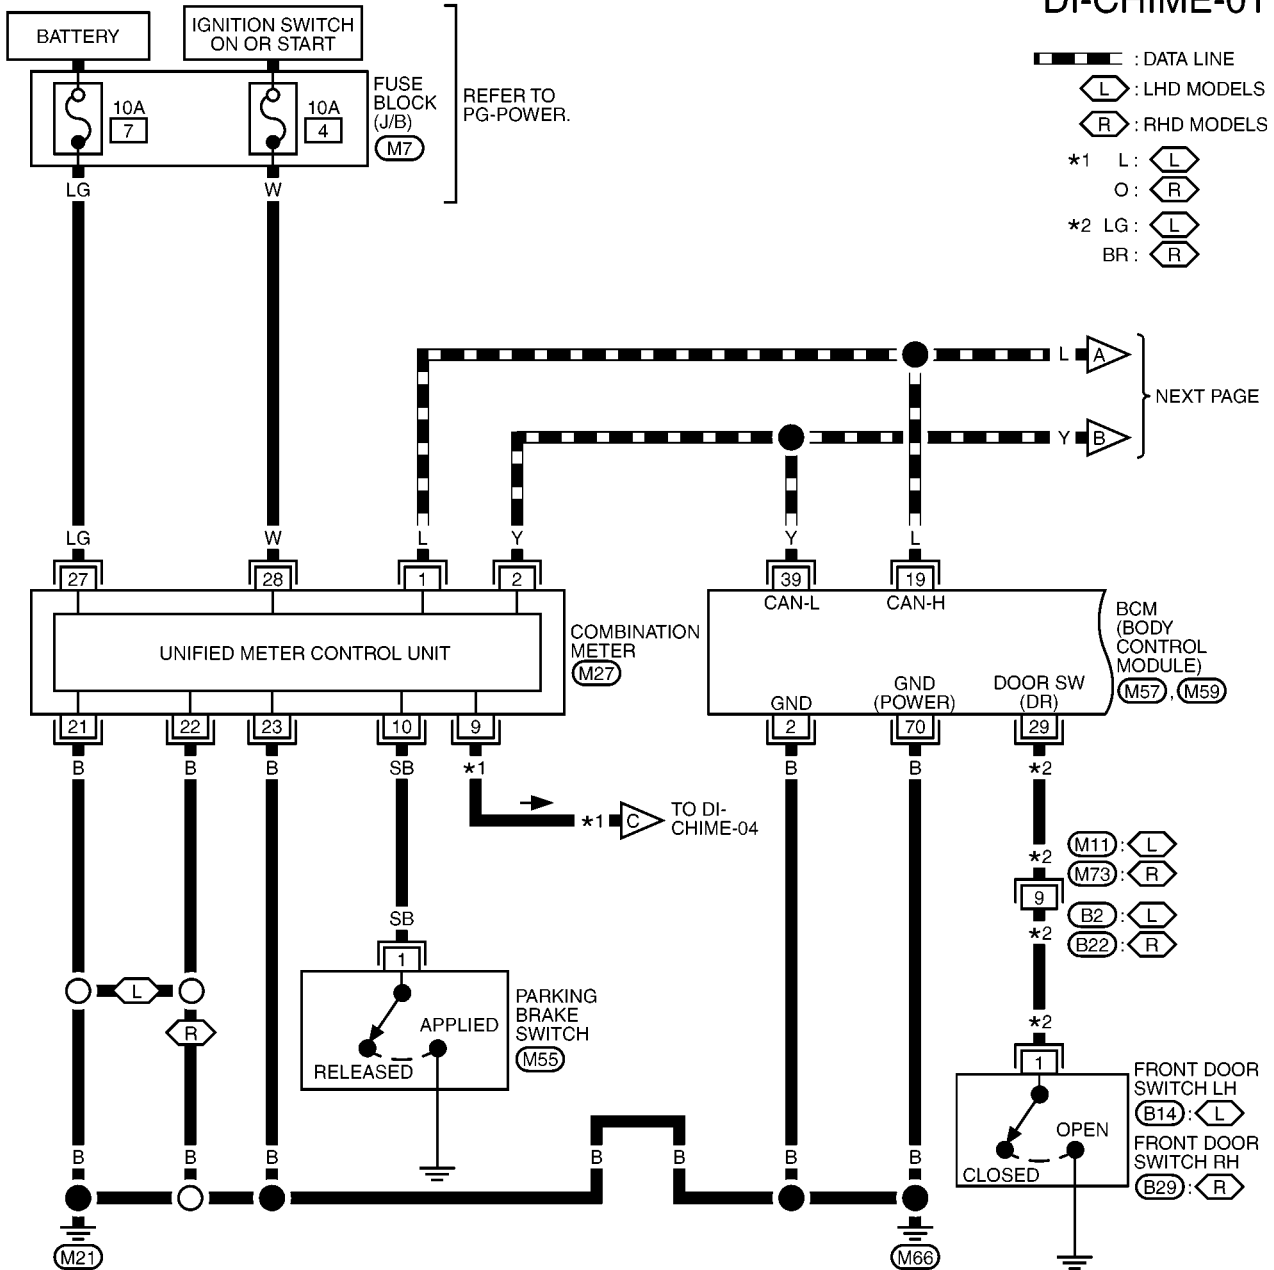 DI-CHIME-01
BATTERY
IGNITION SWITCH
ON OR START
10A
7
10A
4
FUSE
BLOCK
(J/B)
M7
REFER TO
PG-POWER.
: DATA LINE
L : LHD MODELS
R : RHD MODELS
*1 L : L
O : R
*2 LG : L
BR : R
LG
W
L A
Y B
NEXT PAGE
LG
W
L
Y
Y
L
27
28
1
2
39
19
CAN-L
CAN-H
UNIFIED METER CONTROL UNIT
COMBINATION
METER
M27
BCM
(BODY
CONTROL
MODULE)
M57 , M59
GND
GND
(POWER)
DOOR SW
(DR)
21
22
23
10
9
2
70
29
B
B
B
SB
*1
B
B
*2
*1 C
TO DI-
CHIME-04
*2
M11 : L
M73 : R
9
B2 : L
B22 : R
*2
SB
1
L
R
PARKING
BRAKE
SWITCH
M55
APPLIED
RELEASED
*2
1
FRONT DOOR
SWITCH LH
B14 : L
FRONT DOOR
SWITCH RH
B29 : R
OPEN
CLOSED
B
B
B
B
B
B
B
M21
M66